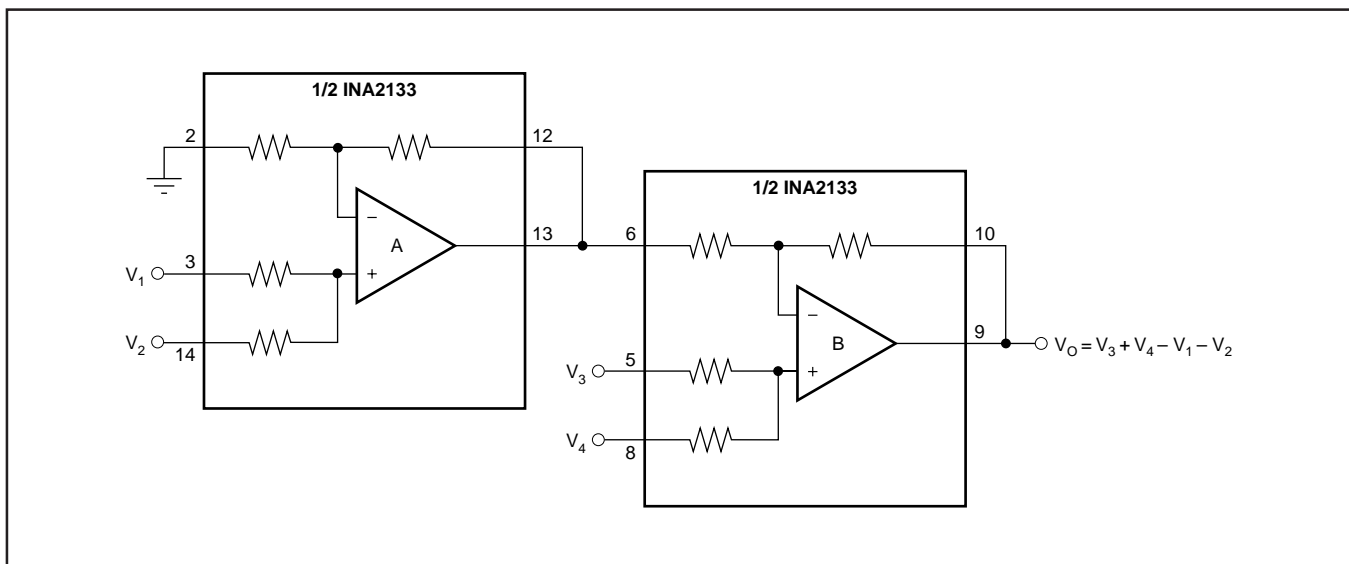 1/2 INA2133
2
12
A
−
+
13
V1
3
V2
14
1/2 INA2133
6
10
B
−
+
9
VO = V3 + V4 – V1 – V2
V3
5
V4
8